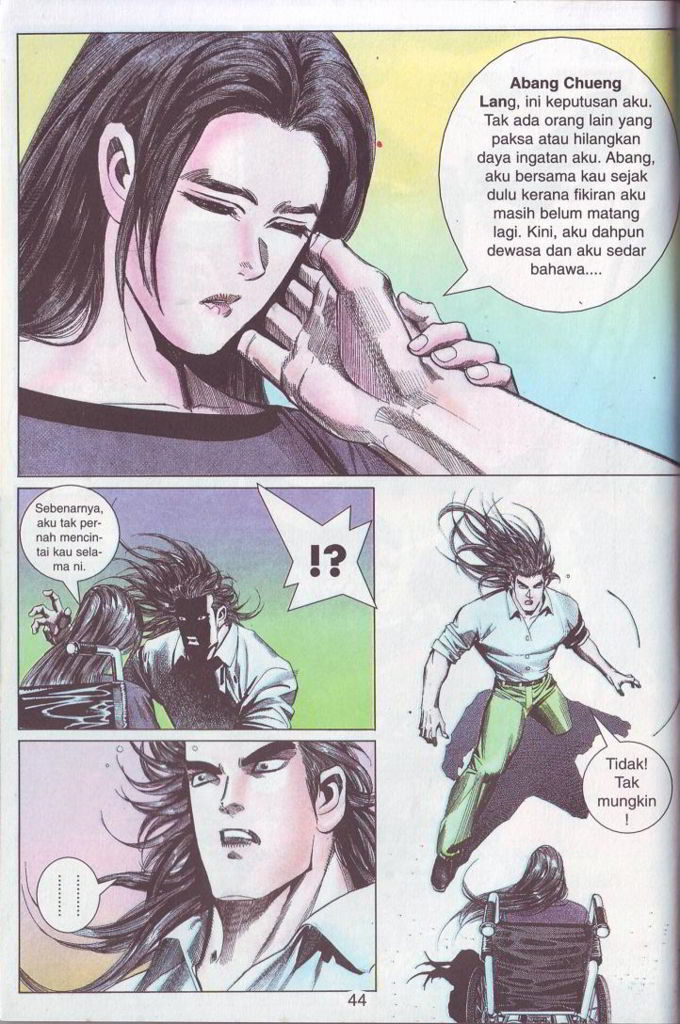 Abang Chueng
Lang, ini keputusan aku.
Tak ada orang lain yang
paksa atau hilangkan
daya ingatan aku. Abang,
aku bersama kau sejak
dulu kerana fikiran aku
masih belum matang
lagi. Kini, aku dahpun
dewasa dan aku sedar
bahawa....
Sebenarnya,
aku tak per-
nah mencin-
tai kau sela-
ma ni.
!?
Tidak!
Tak
mungkin
!
44